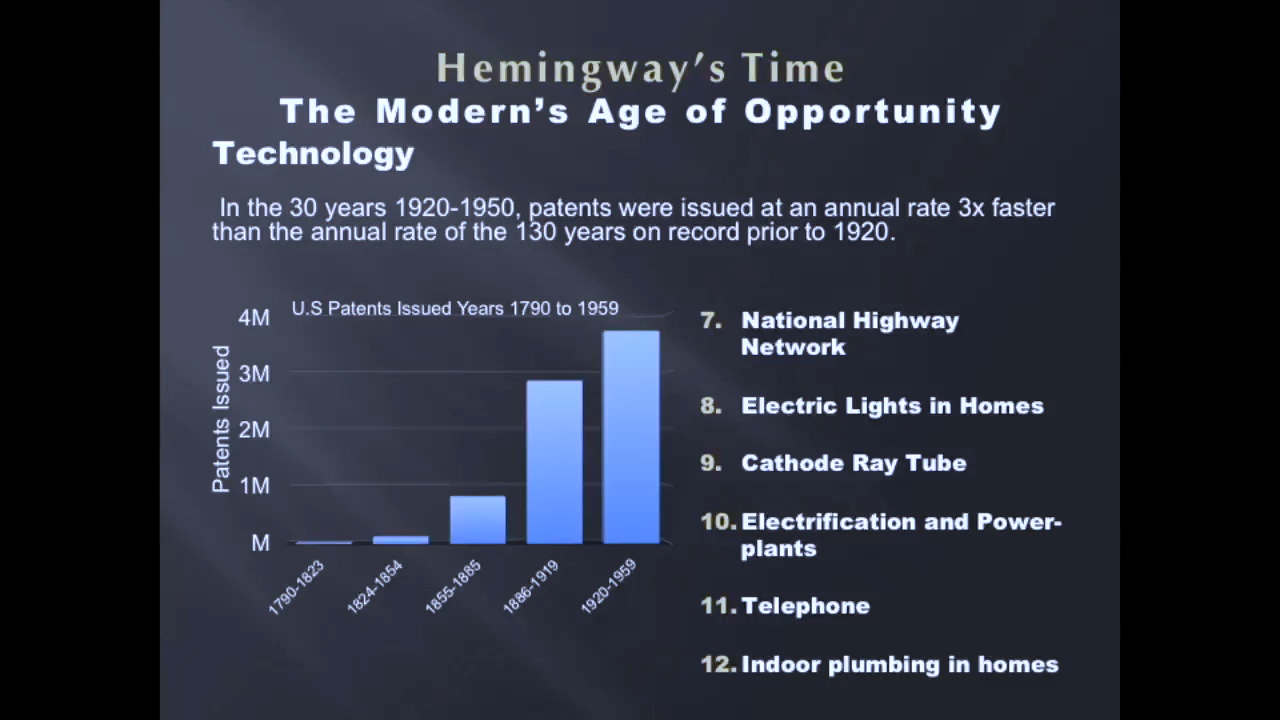 Hemingway's Time
The Modern's Age of Opportunity
Technology
In the 30 years 1920-1950, patents were issued at an annual rate 3x faster
than the annual rate of the 130 years on record prior to 1920.
U.S Patents Issued Years 1790 to 1959
Patents Issued
4M
3M
2M
1M
M
1790-1823
1824-1854
1855-1885
1886-1919
1920-1959
7. National Highway
Network
8. Electric Lights in Homes
9. Cathode Ray Tube
10. Electrification and Power-
plants
11. Telephone
12. Indoor plumbing in homes